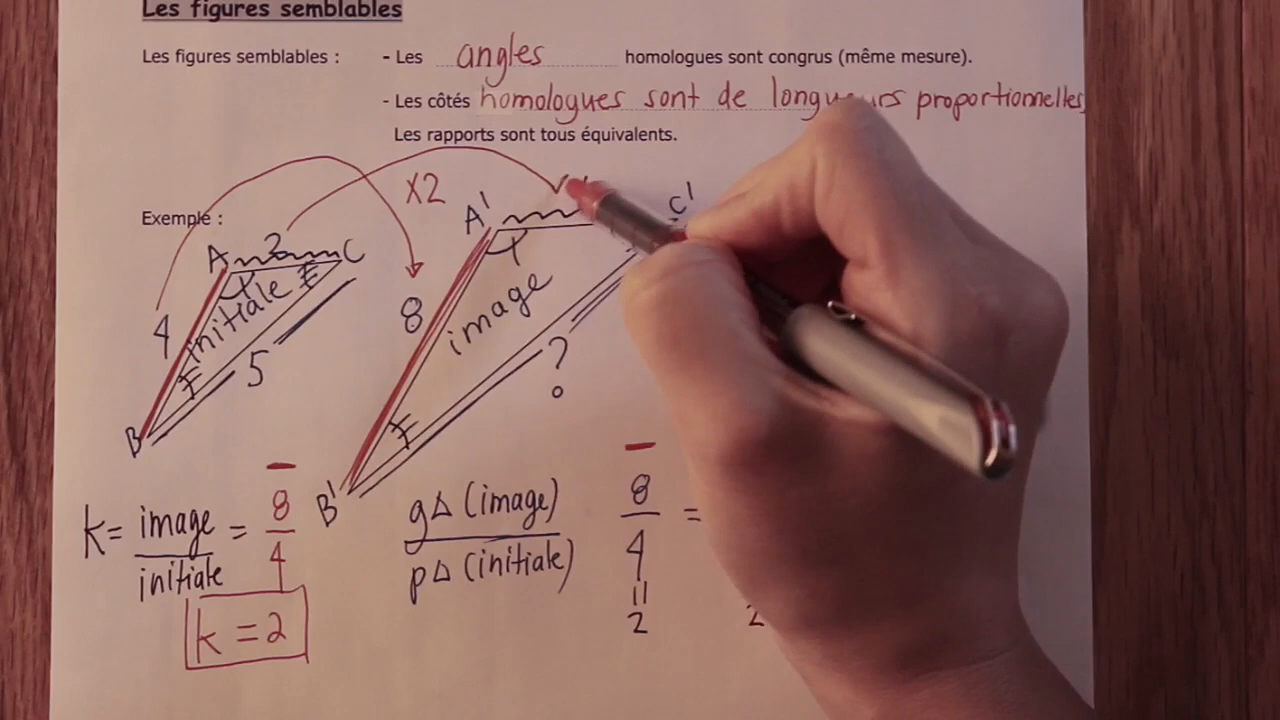 Les figures semblables
Les figures semblables : - Les angles homologues sont congrus (même mesure).
- Les côtés homologues sont de longueurs proportionnelles
Les rapports sont tous équivalents.
Exemple :
x2
A 2 C
A' C'
4 initiale 5
8 image ?
B
B'
k = image = 8
initiale 4
k = 2
g△ (image)
p△ (initiale)
8 =
4
=
2 2